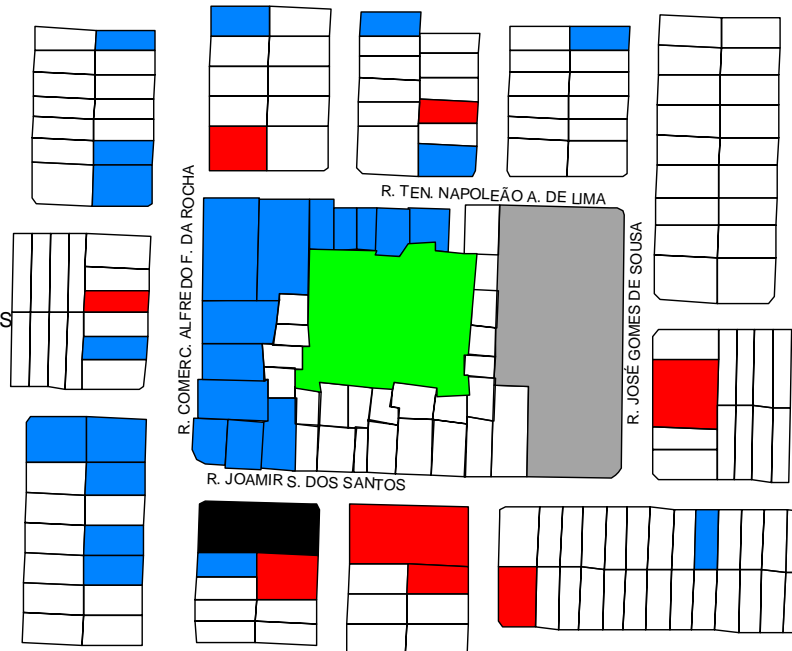 R. TEN. NAPOLEÃO A. DE LIMA
R. COMERC. ALFREDO F. DA ROCHA
R. JOSÉ GOMES DE SOUSA
S
R. JOAMIR S. DOS SANTOS